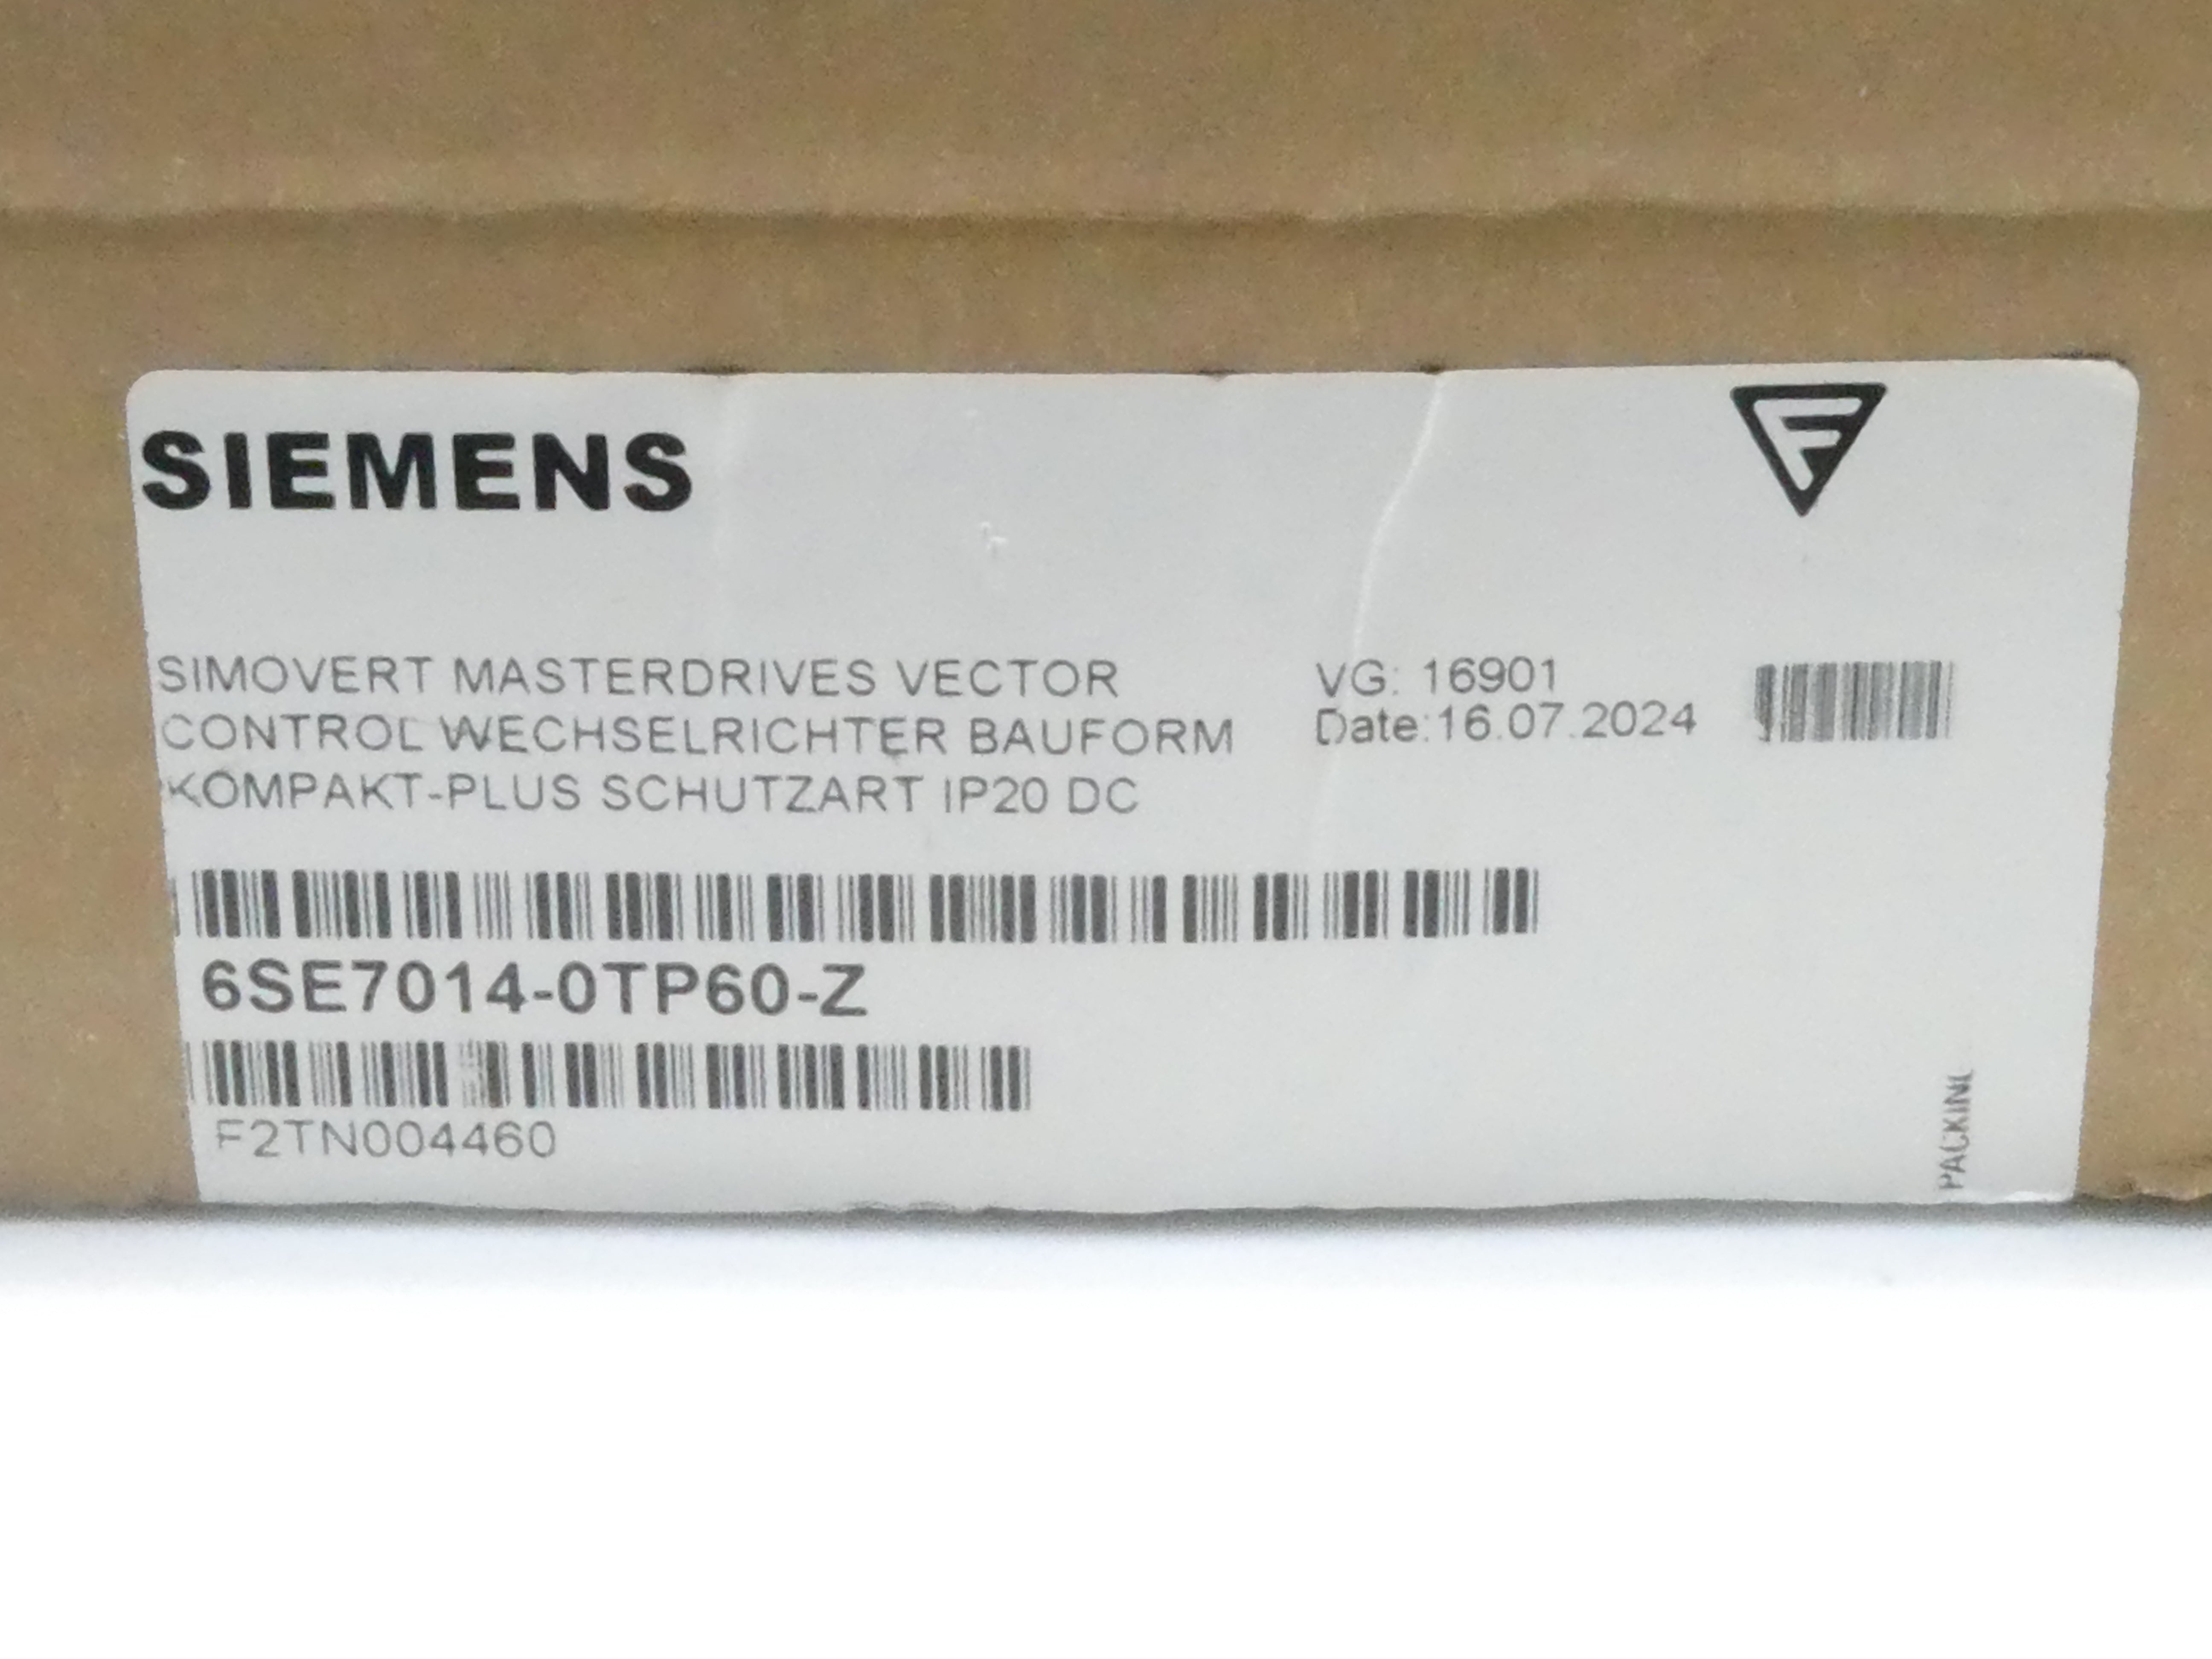 SIEMENS
F
SIMOVERT MASTERDRIVES VECTOR
CONTROL WECHSELRICHTER BAUFORM
KOMPAKT-PLUS SCHUTZART IP20 DC
VG: 16901
Date:16.07.2024
6SE7014-0TP60-Z
F2TN004460